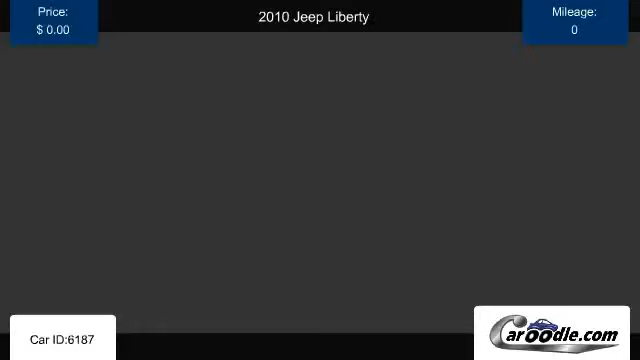 Price:
$ 0.00
2010 Jeep Liberty
Mileage:
0
Car ID:6187
Caroodle.com